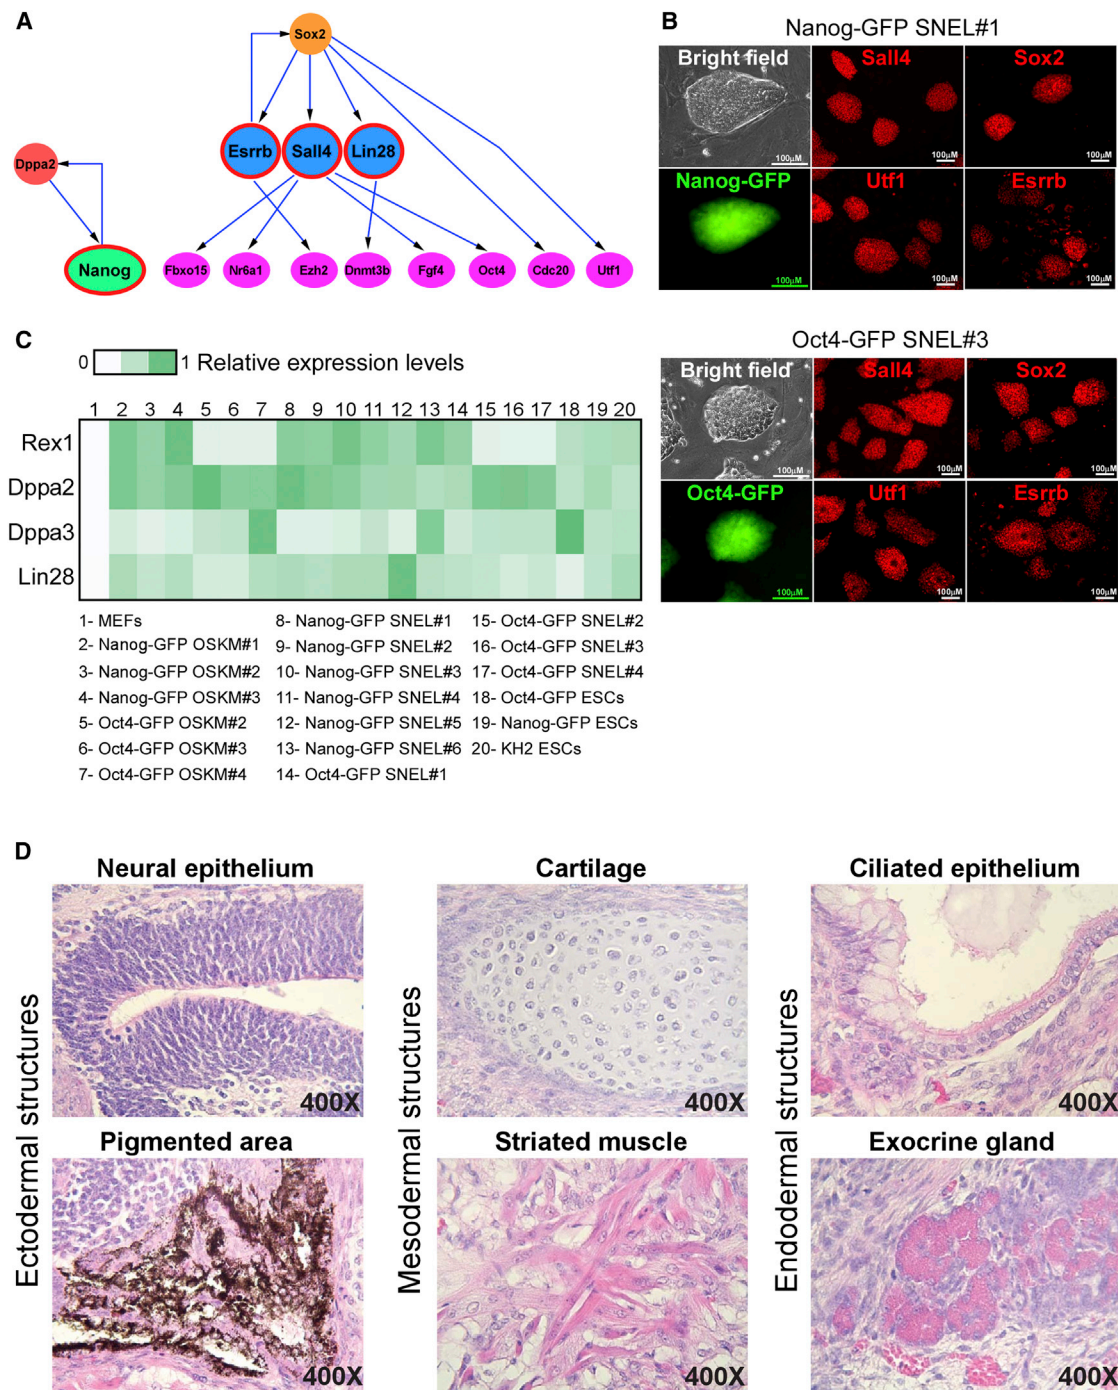 A
Sox2
Esrrb Sall4 Lin28
Dppa2
Nanog
Fbxo15 Nr6a1 Ezh2 Dnmt3b Fgf4 Oct4 Cdc20 Utf1
B
Nanog-GFP SNEL#1
Bright field Sall4 Sox2
100µM 100µM 100µM
Nanog-GFP Utf1 Esrrb
100µM 100µM 100µM
Oct4-GFP SNEL#3
Bright field Sall4 Sox2
100µM 100µM 100µM
Oct4-GFP Utf1 Esrrb
100µM 100µM 100µM
C
0 1 Relative expression levels
1 2 3 4 5 6 7 8 9 10 11 12 13 14 15 16 17 18 19 20
Rex1
Dppa2
Dppa3
Lin28
1- MEFs
2- Nanog-GFP OSKM#1
3- Nanog-GFP OSKM#2
4- Nanog-GFP OSKM#3
5- Oct4-GFP OSKM#2
6- Oct4-GFP OSKM#3
7- Oct4-GFP OSKM#4
8- Nanog-GFP SNEL#1
9- Nanog-GFP SNEL#2
10- Nanog-GFP SNEL#3
11- Nanog-GFP SNEL#4
12- Nanog-GFP SNEL#5
13- Nanog-GFP SNEL#6
14- Oct4-GFP SNEL#1
15- Oct4-GFP SNEL#2
16- Oct4-GFP SNEL#3
17- Oct4-GFP SNEL#4
18- Oct4-GFP ESCs
19- Nanog-GFP ESCs
20- KH2 ESCs
D
Ectodermal structures
Neural epithelium
400X
Pigmented area
400X
Mesodermal structures
Cartilage
400X
Striated muscle
400X
Endodermal structures
Ciliated epithelium
400X
Exocrine gland
400X